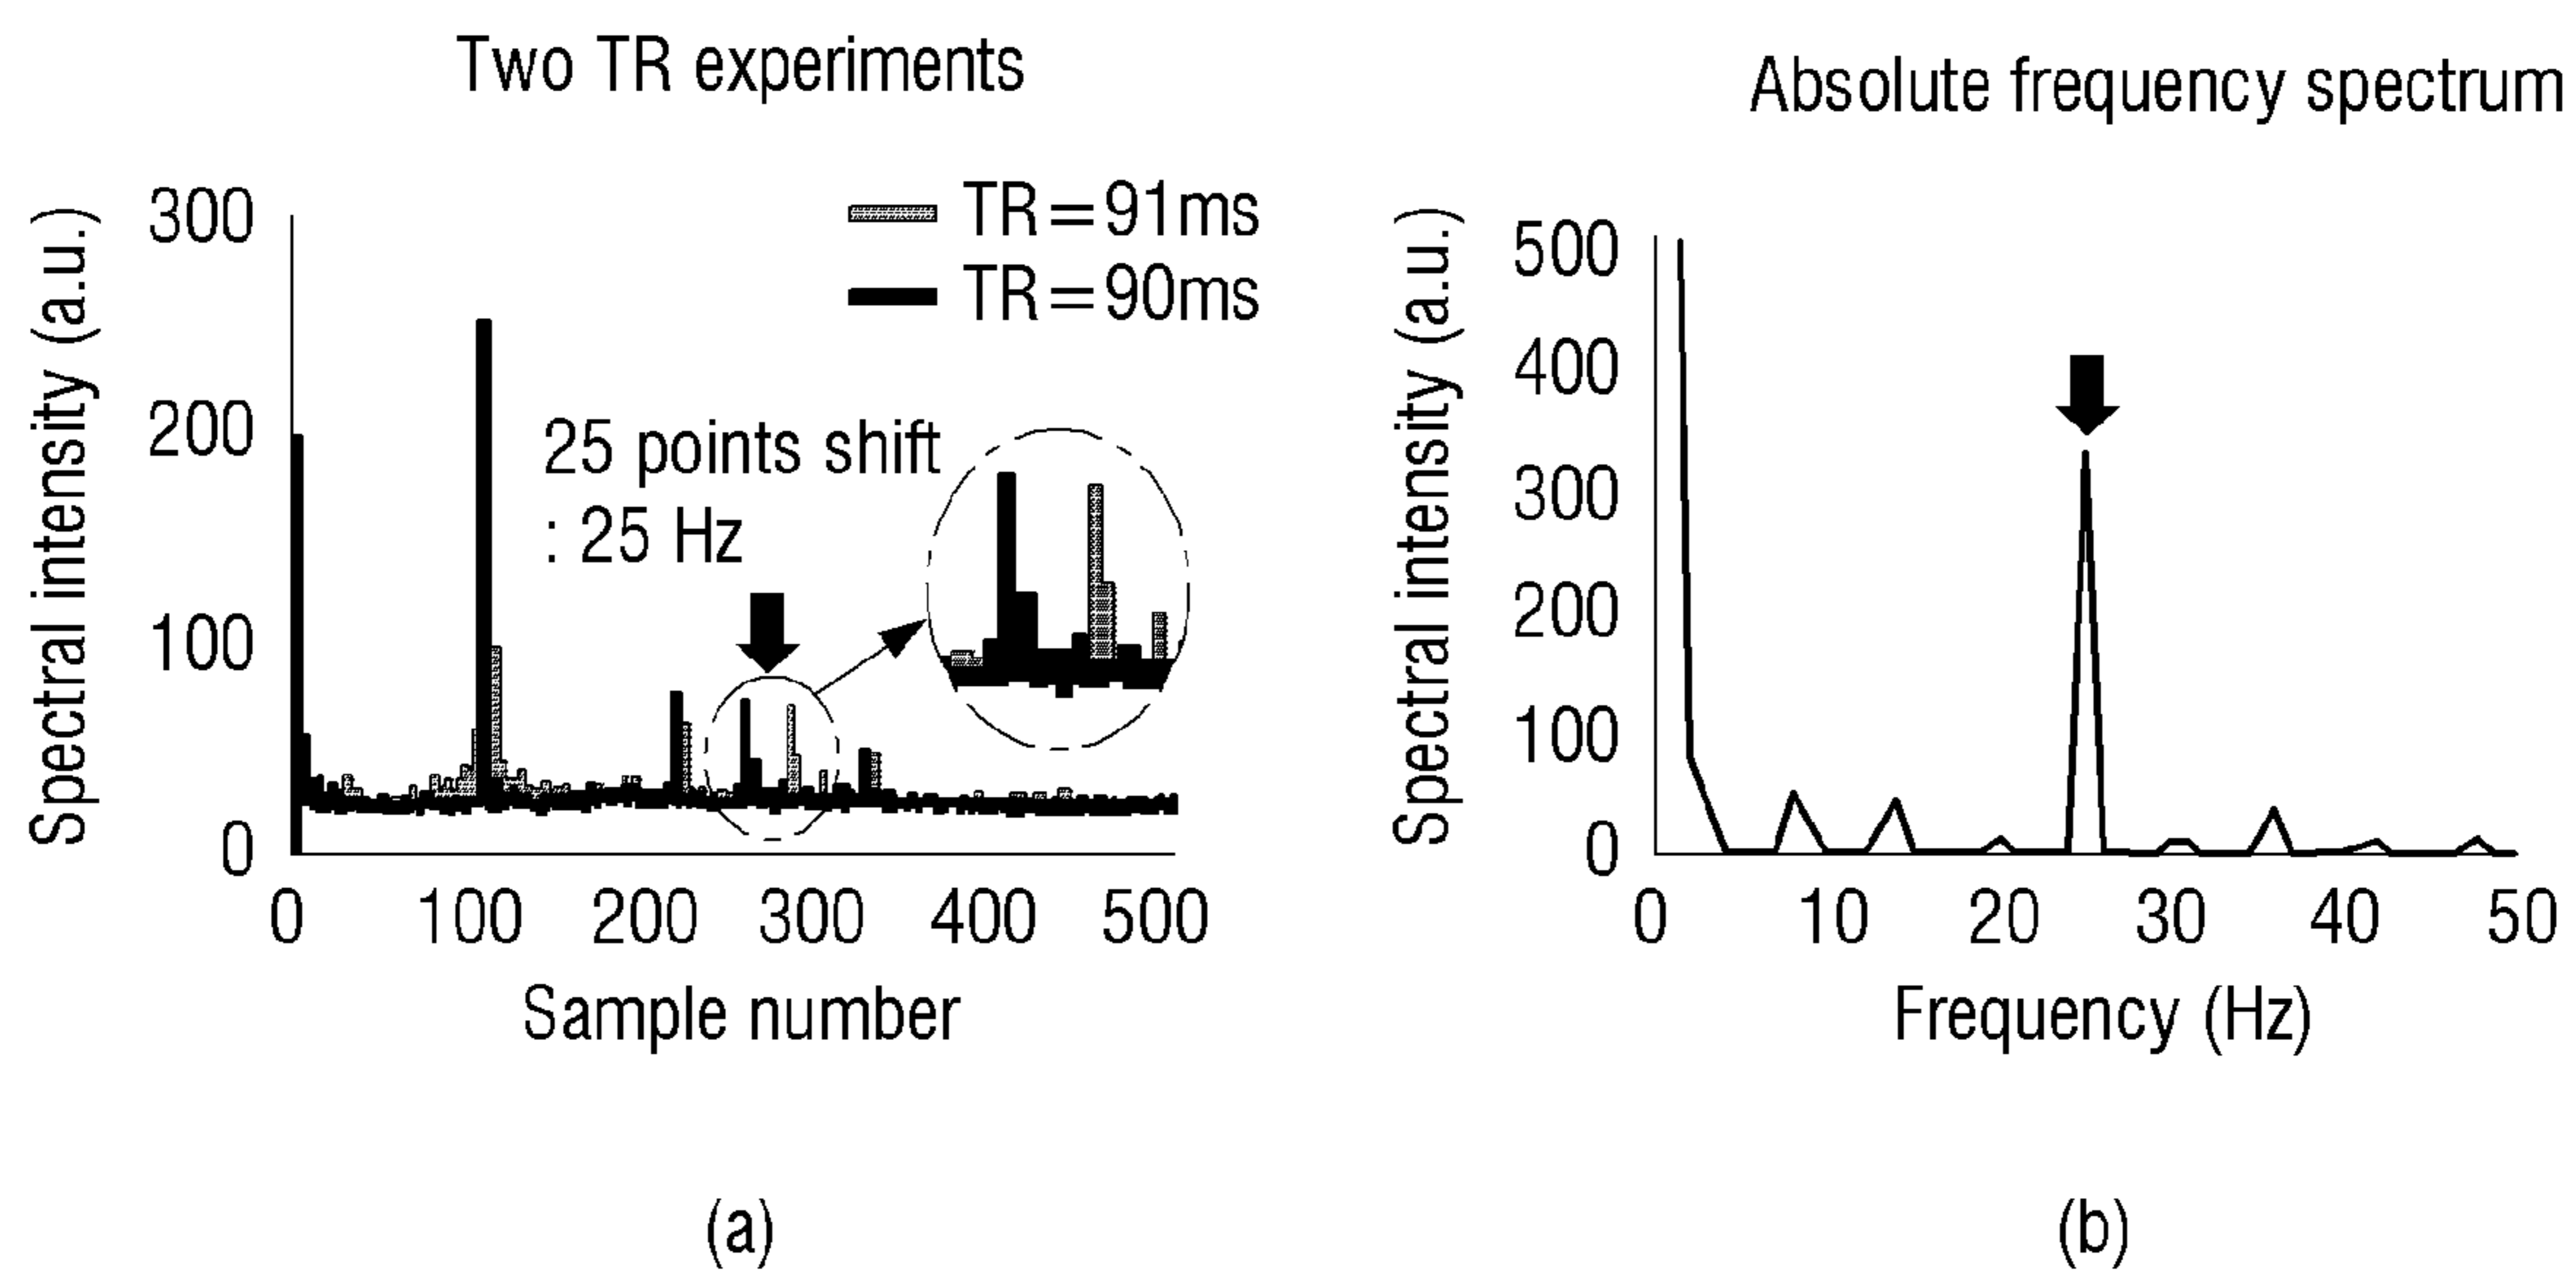 Two TR experiments
Spectral intensity (a.u.)
300
200
100
0
TR=91ms
TR=90ms
25 points shift
: 25 Hz
0 100 200 300 400 500
Sample number
(a)
Absolute frequency spectrum
Spectral intensity (a.u.)
500
400
300
200
100
0
0 10 20 30 40 50
Frequency (Hz)
(b)